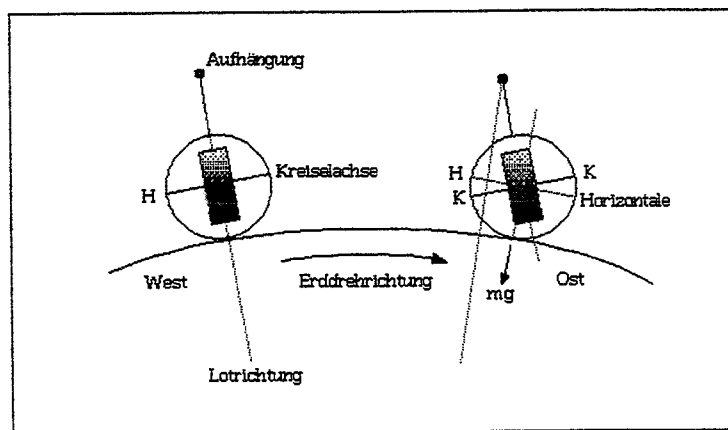 Aufhängung
Kreiselachse
H
H
K
K
Horizontale
West
Erddrehrichtung
mg
Ost
Lotrichtung